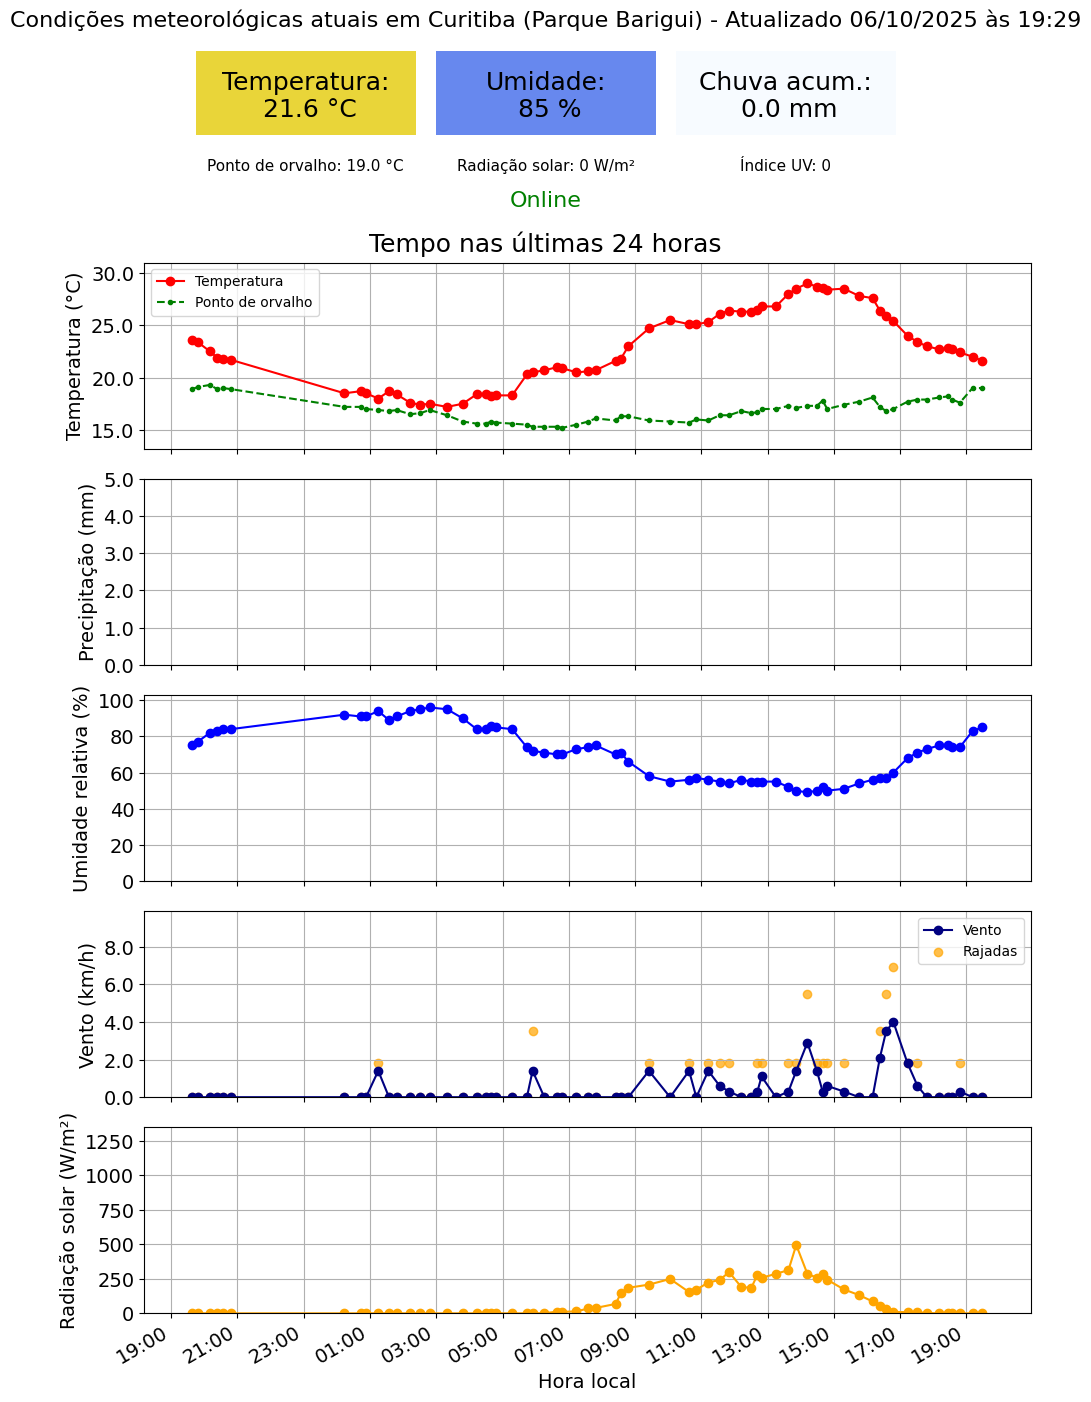 Condições meteorológicas atuais em Curitiba (Parque Barigui) - Atualizado 06/10/2025 às 19:29
Temperatura:
21.6 °C
Umidade:
85 %
Chuva acum.:
0.0 mm
Ponto de orvalho: 19.0 °C
Radiação solar: 0 W/m²
Índice UV: 0
Online
Tempo nas últimas 24 horas
Temperatura (°C)
30.0
25.0
20.0
15.0
Temperatura
Ponto de orvalho
Precipitação (mm)
5.0
4.0
3.0
2.0
1.0
0.0
Umidade relativa (%)
100
80
60
40
20
0
Vento (km/h)
8.0
6.0
4.0
2.0
0.0
Vento
Rajadas
Radiação solar (W/m²)
1250
1000
750
500
250
0
19:00
21:00
23:00
01:00
03:00
05:00
07:00
09:00
11:00
13:00
15:00
17:00
19:00
Hora local